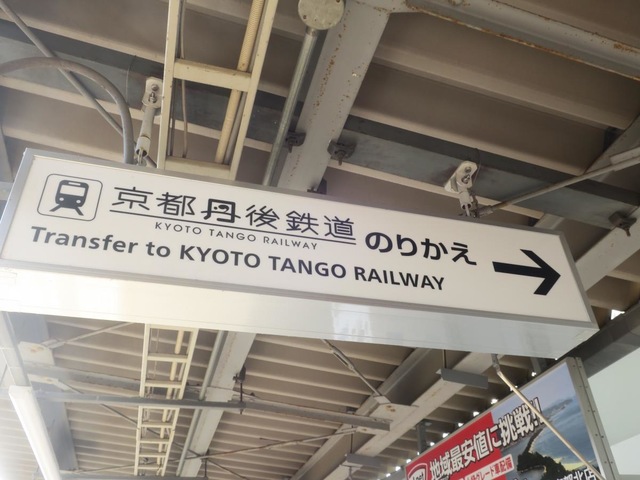 京都丹後鉄道 のりかえ
KYOTO TANGO RAILWAY
Transfer to KYOTO TANGO RAILWAY
地域最安値に挑戦!!